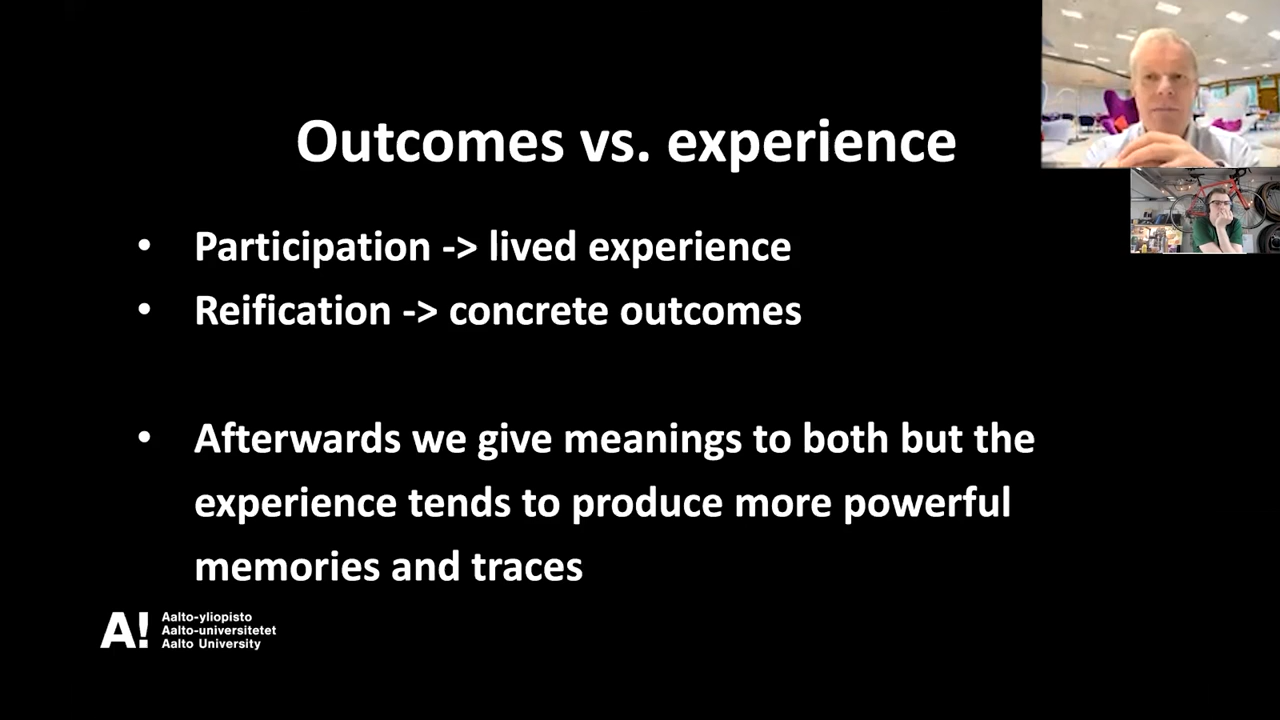 Outcomes vs. experience
• Participation -> lived experience
• Reification -> concrete outcomes
• Afterwards we give meanings to both but the
experience tends to produce more powerful
memories and traces
A! Aalto-yliopisto
Aalto-universitetet
Aalto University